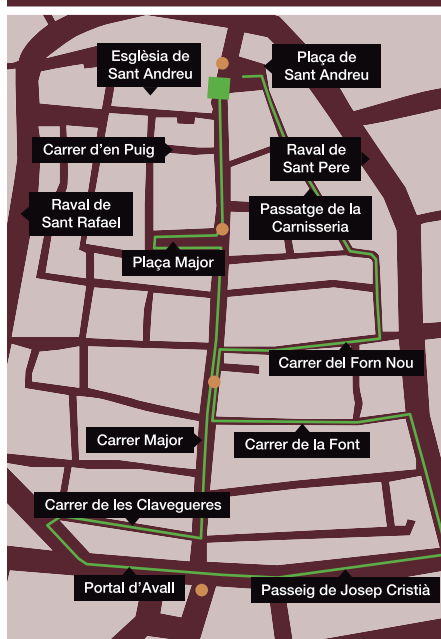 Esglèsia de
Sant Andreu
Plaça de
Sant Andreu
Carrer d'en Puig
Raval de
Sant Pere
Raval de
Sant Rafael
Passatge de la
Carnisseria
Plaça Major
Carrer del Forn Nou
Carrer Major
Carrer de la Font
Carrer de les Clavegueres
Portal d'Avall
Passeig de Josep Cristià